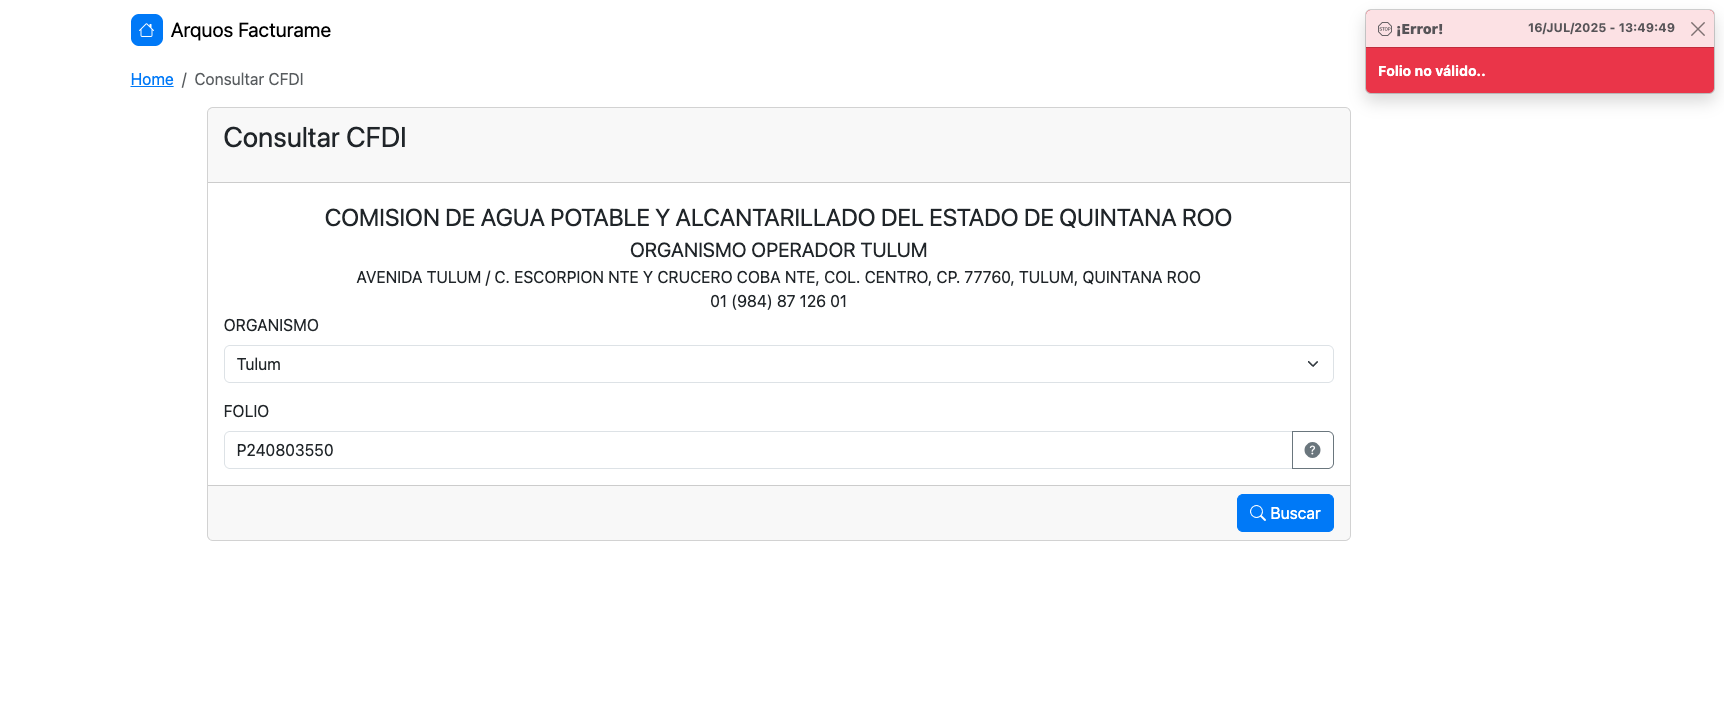 Arquos Facturame
Home / Consultar CFDI
¡Error! 16/JUL/2025 - 13:49:49
Folio no válido..
Consultar CFDI
COMISION DE AGUA POTABLE Y ALCANTARILLADO DEL ESTADO DE QUINTANA ROO
ORGANISMO OPERADOR TULUM
AVENIDA TULUM / C. ESCORPION NTE Y CRUCERO COBA NTE, COL. CENTRO, CP. 77760, TULUM, QUINTANA ROO
01 (984) 87 126 01
ORGANISMO
Tulum
FOLIO
P240803550
?
Buscar